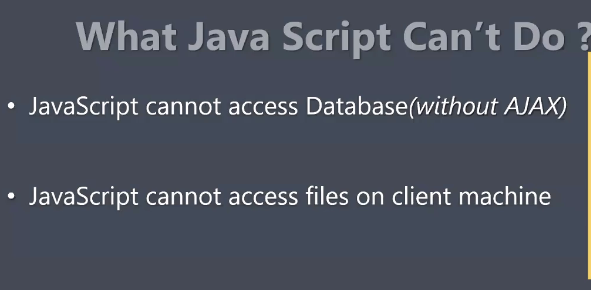 What Java Script Can't Do ?
• JavaScript cannot access Database(without AJAX)
• JavaScript cannot access files on client machine